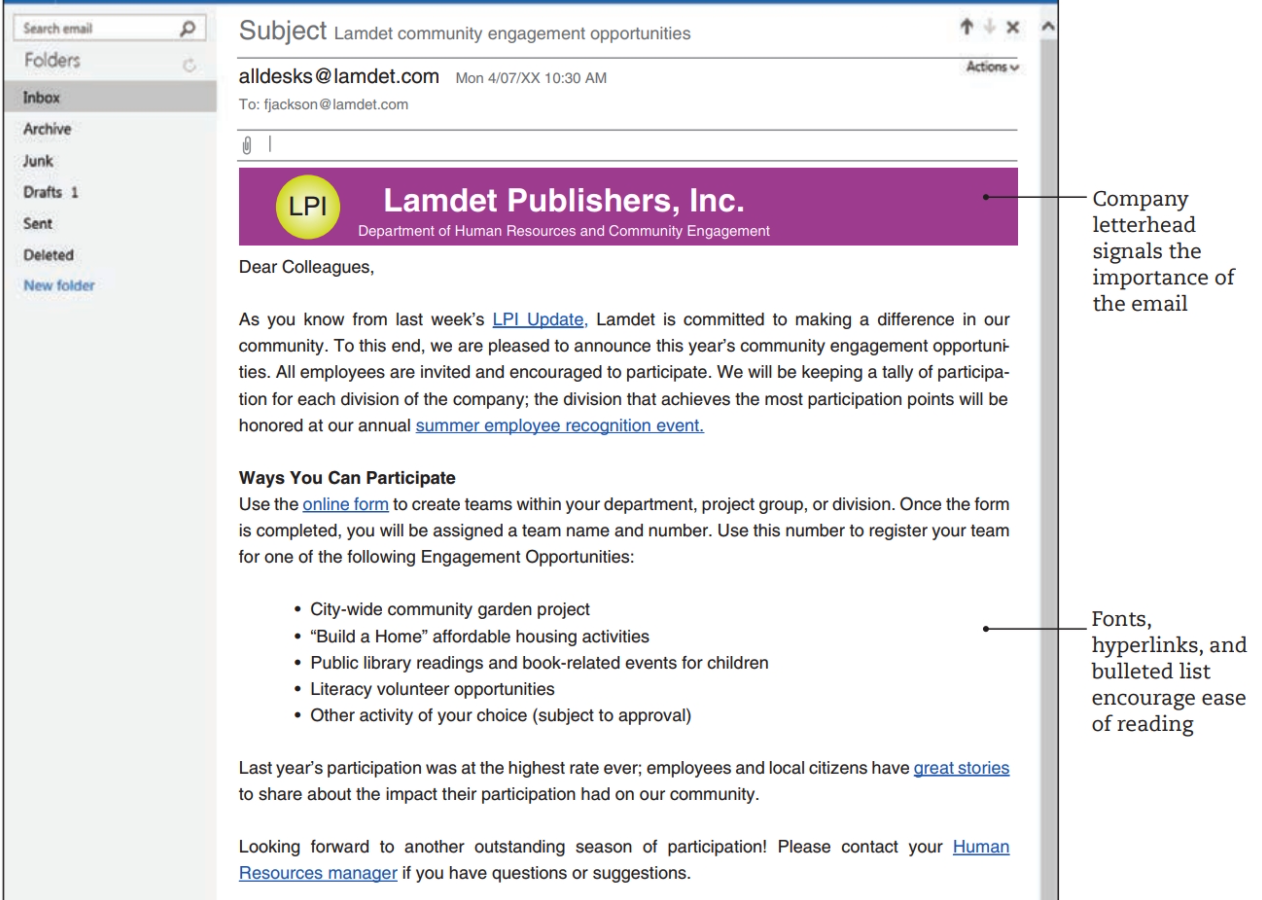 Search email
Folders
Inbox
Archive
Junk
Drafts 1
Sent
Deleted
New folder
Subject Lamdet community engagement opportunities
Actions
alldesks@lamdet.com Mon 4/07/XX 10:30 AM
To: fjackson@lamdet.com
LPI
Lamdet Publishers, Inc.
Department of Human Resources and Community Engagement
Dear Colleagues,
As you know from last week's LPI Update, Lamdet is committed to making a difference in our
community. To this end, we are pleased to announce this year's community engagement opportuni-
ties. All employees are invited and encouraged to participate. We will be keeping a tally of participa-
tion for each division of the company; the division that achieves the most participation points will be
honored at our annual summer employee recognition event.
Ways You Can Participate
Use the online form to create teams within your department, project group, or division. Once the form
is completed, you will be assigned a team name and number. Use this number to register your team
for one of the following Engagement Opportunities:
• City-wide community garden project
• “Build a Home” affordable housing activities
• Public library readings and book-related events for children
• Literacy volunteer opportunities
• Other activity of your choice (subject to approval)
Last year's participation was at the highest rate ever; employees and local citizens have great stories
to share about the impact their participation had on our community.
Looking forward to another outstanding season of participation! Please contact your Human
Resources manager if you have questions or suggestions.
Company
letterhead
signals the
importance of
the email
Fonts,
hyperlinks, and
bulleted list
encourage ease
of reading